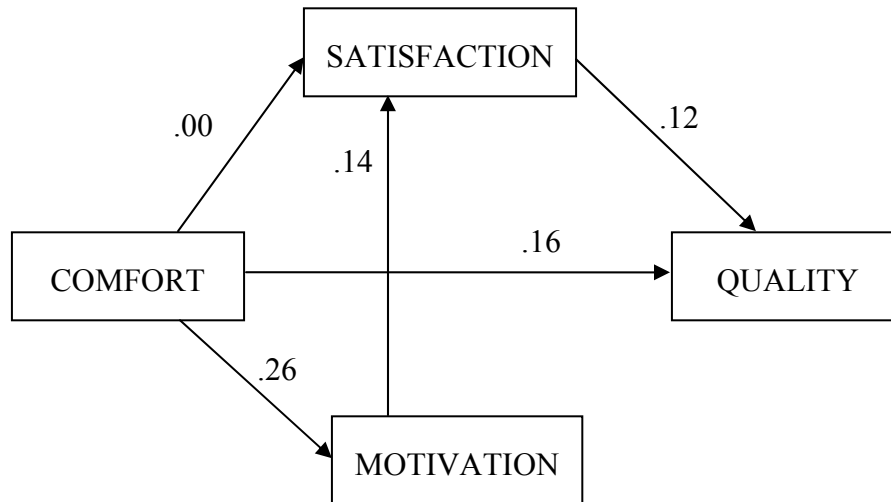 SATISFACTION
.00
.12
.14
.16
COMFORT
QUALITY
.26
MOTIVATION